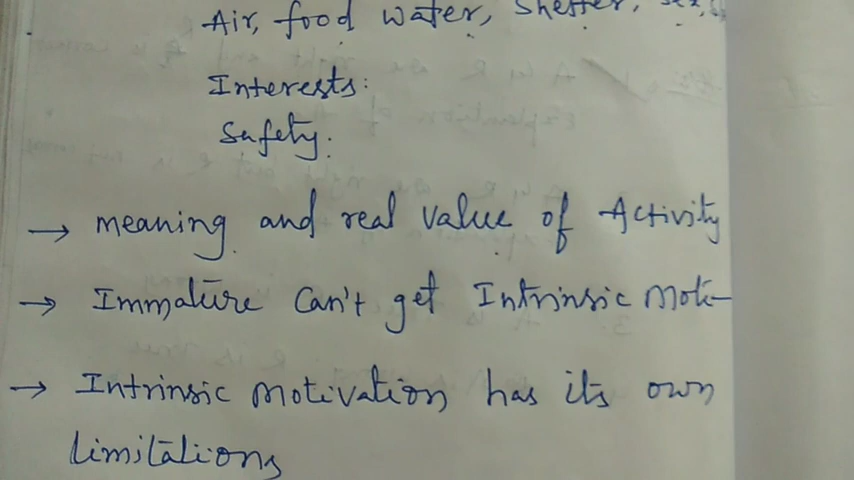 Air, food water, Shelter, Sex,
Interests:
Safety.
→ meaning and real value of Activity
→ Immature Can't get Intrinsic Moti-
→ Intrinsic motivation has its own
limitations